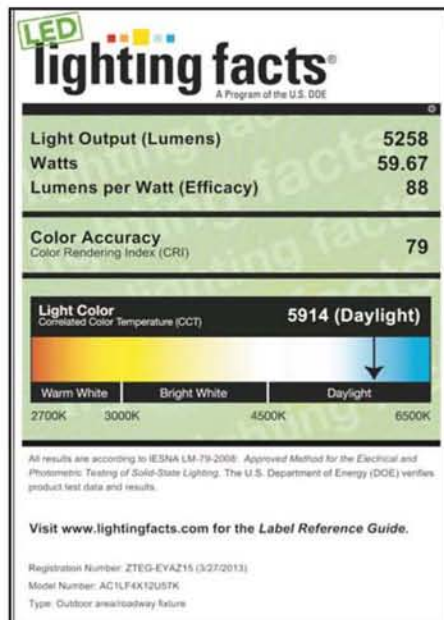 LED
lighting facts®
A Program of the U.S. DOE
Light Output (Lumens) 5258
Watts 59.67
Lumens per Watt (Efficacy) 88
Color Accuracy 79
Color Rendering Index (CRI)
Light Color 5914 (Daylight)
Correlated Color Temperature (CCT)
Warm White Bright White Daylight
2700K 3000K 4500K 6500K
All results are according to IESNA LM-79-2008: Approved Method for the Electrical and
Photometric Testing of Solid-State Lighting. The U.S. Department of Energy (DOE) verifies
product test data and results.
Visit www.lightingfacts.com for the Label Reference Guide.
Registration Number: ZTEG-EYAZ15 (3/27/2013)
Model Number: AC1LF4X12U57K
Type: Outdoor area/roadway fixture